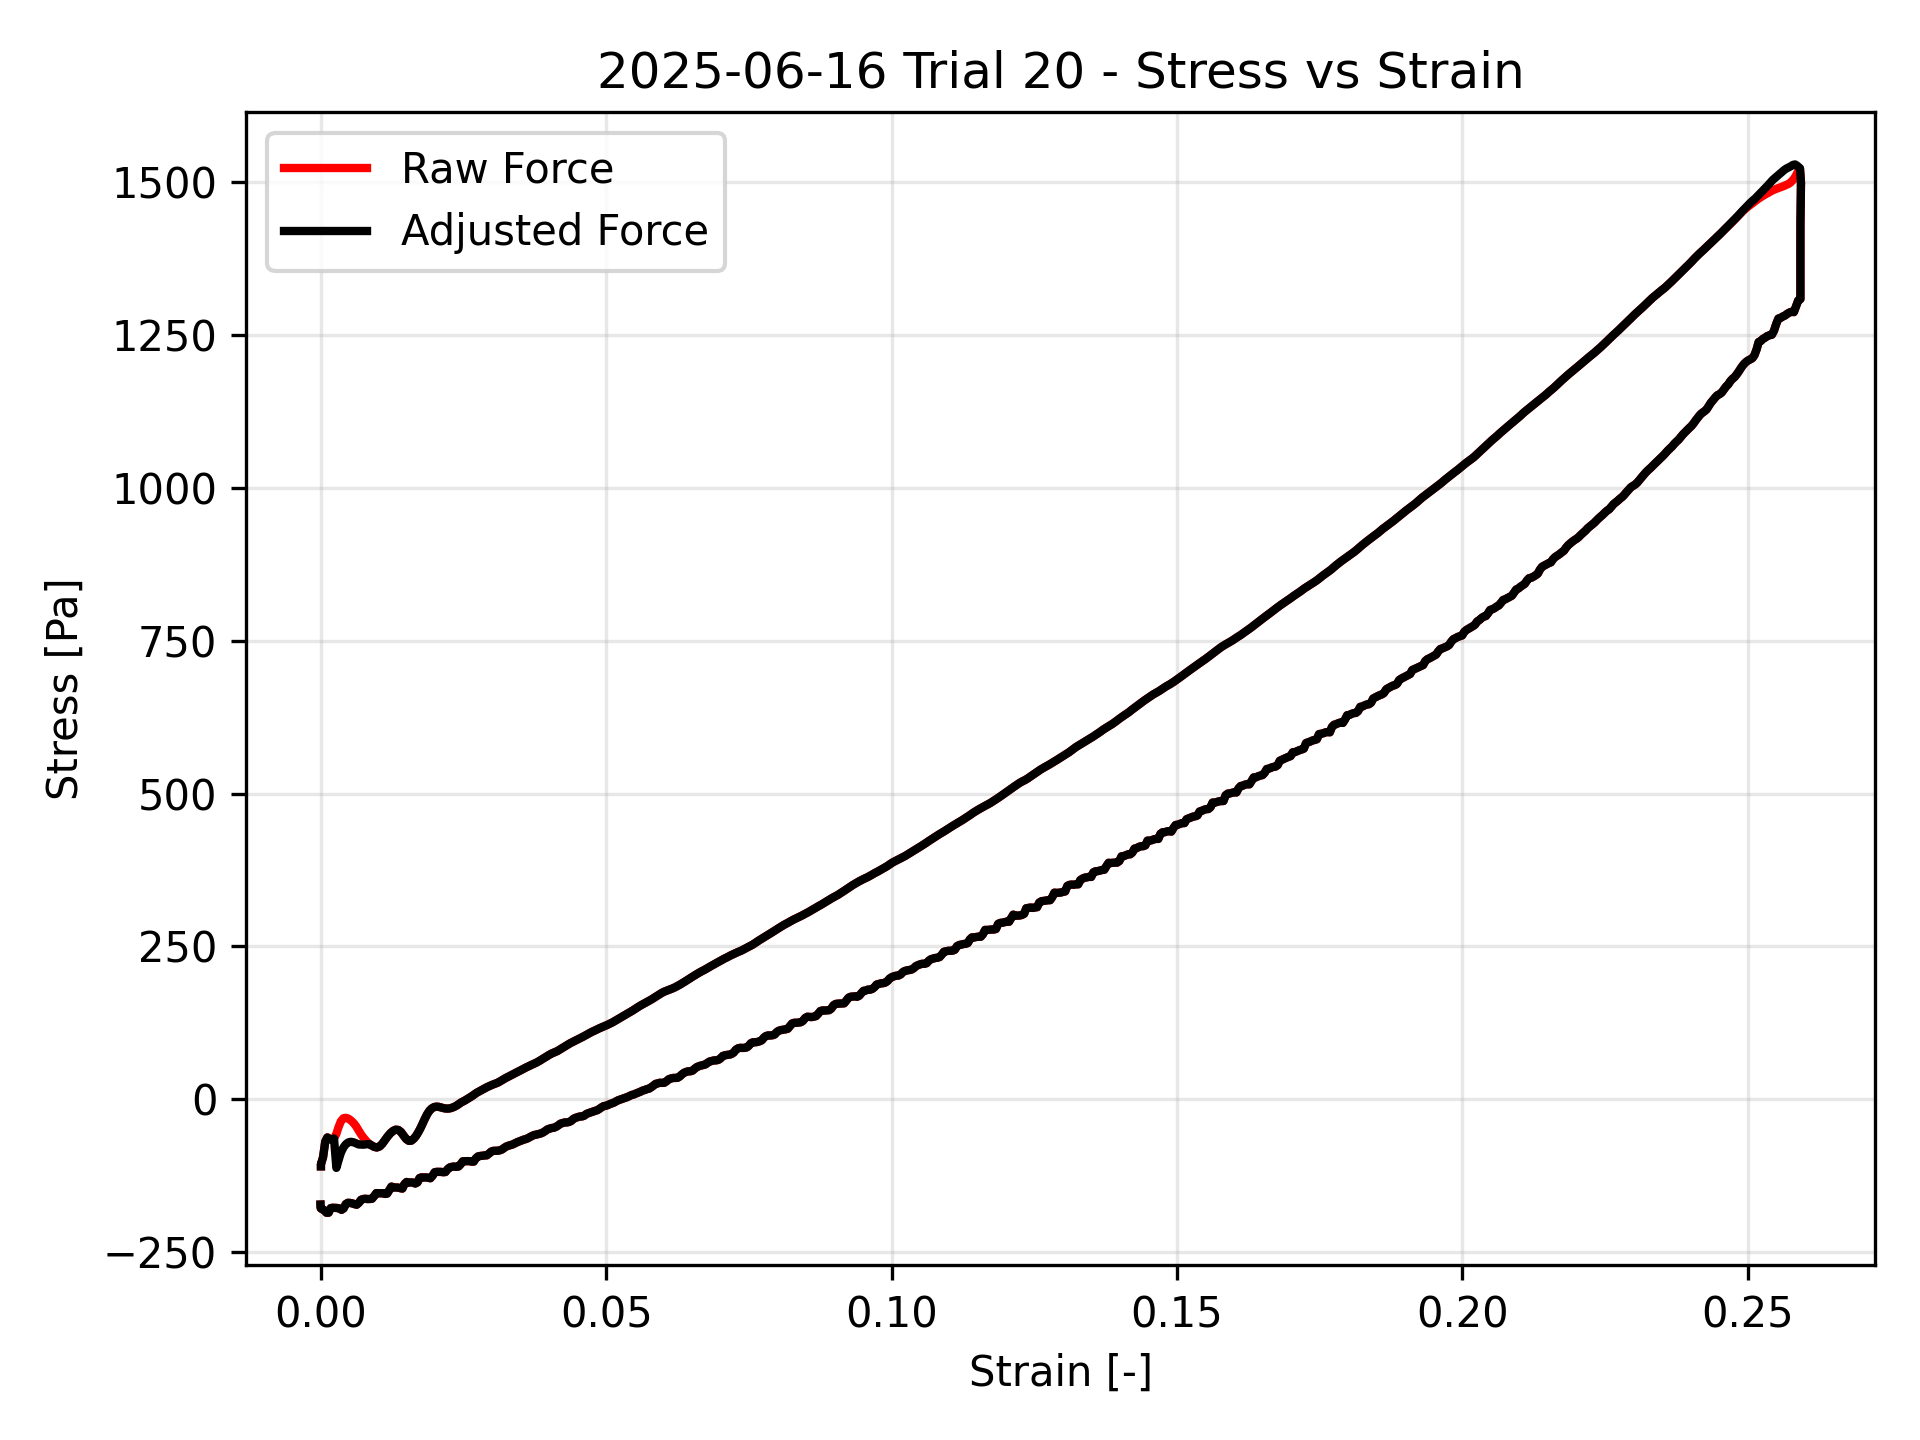 2025-06-16 Trial 20 - Stress vs Strain
Raw Force
Adjusted Force
1500
1250
1000
750
500
250
0
−250
Stress [Pa]
0.00 0.05 0.10 0.15 0.20 0.25
Strain [-]